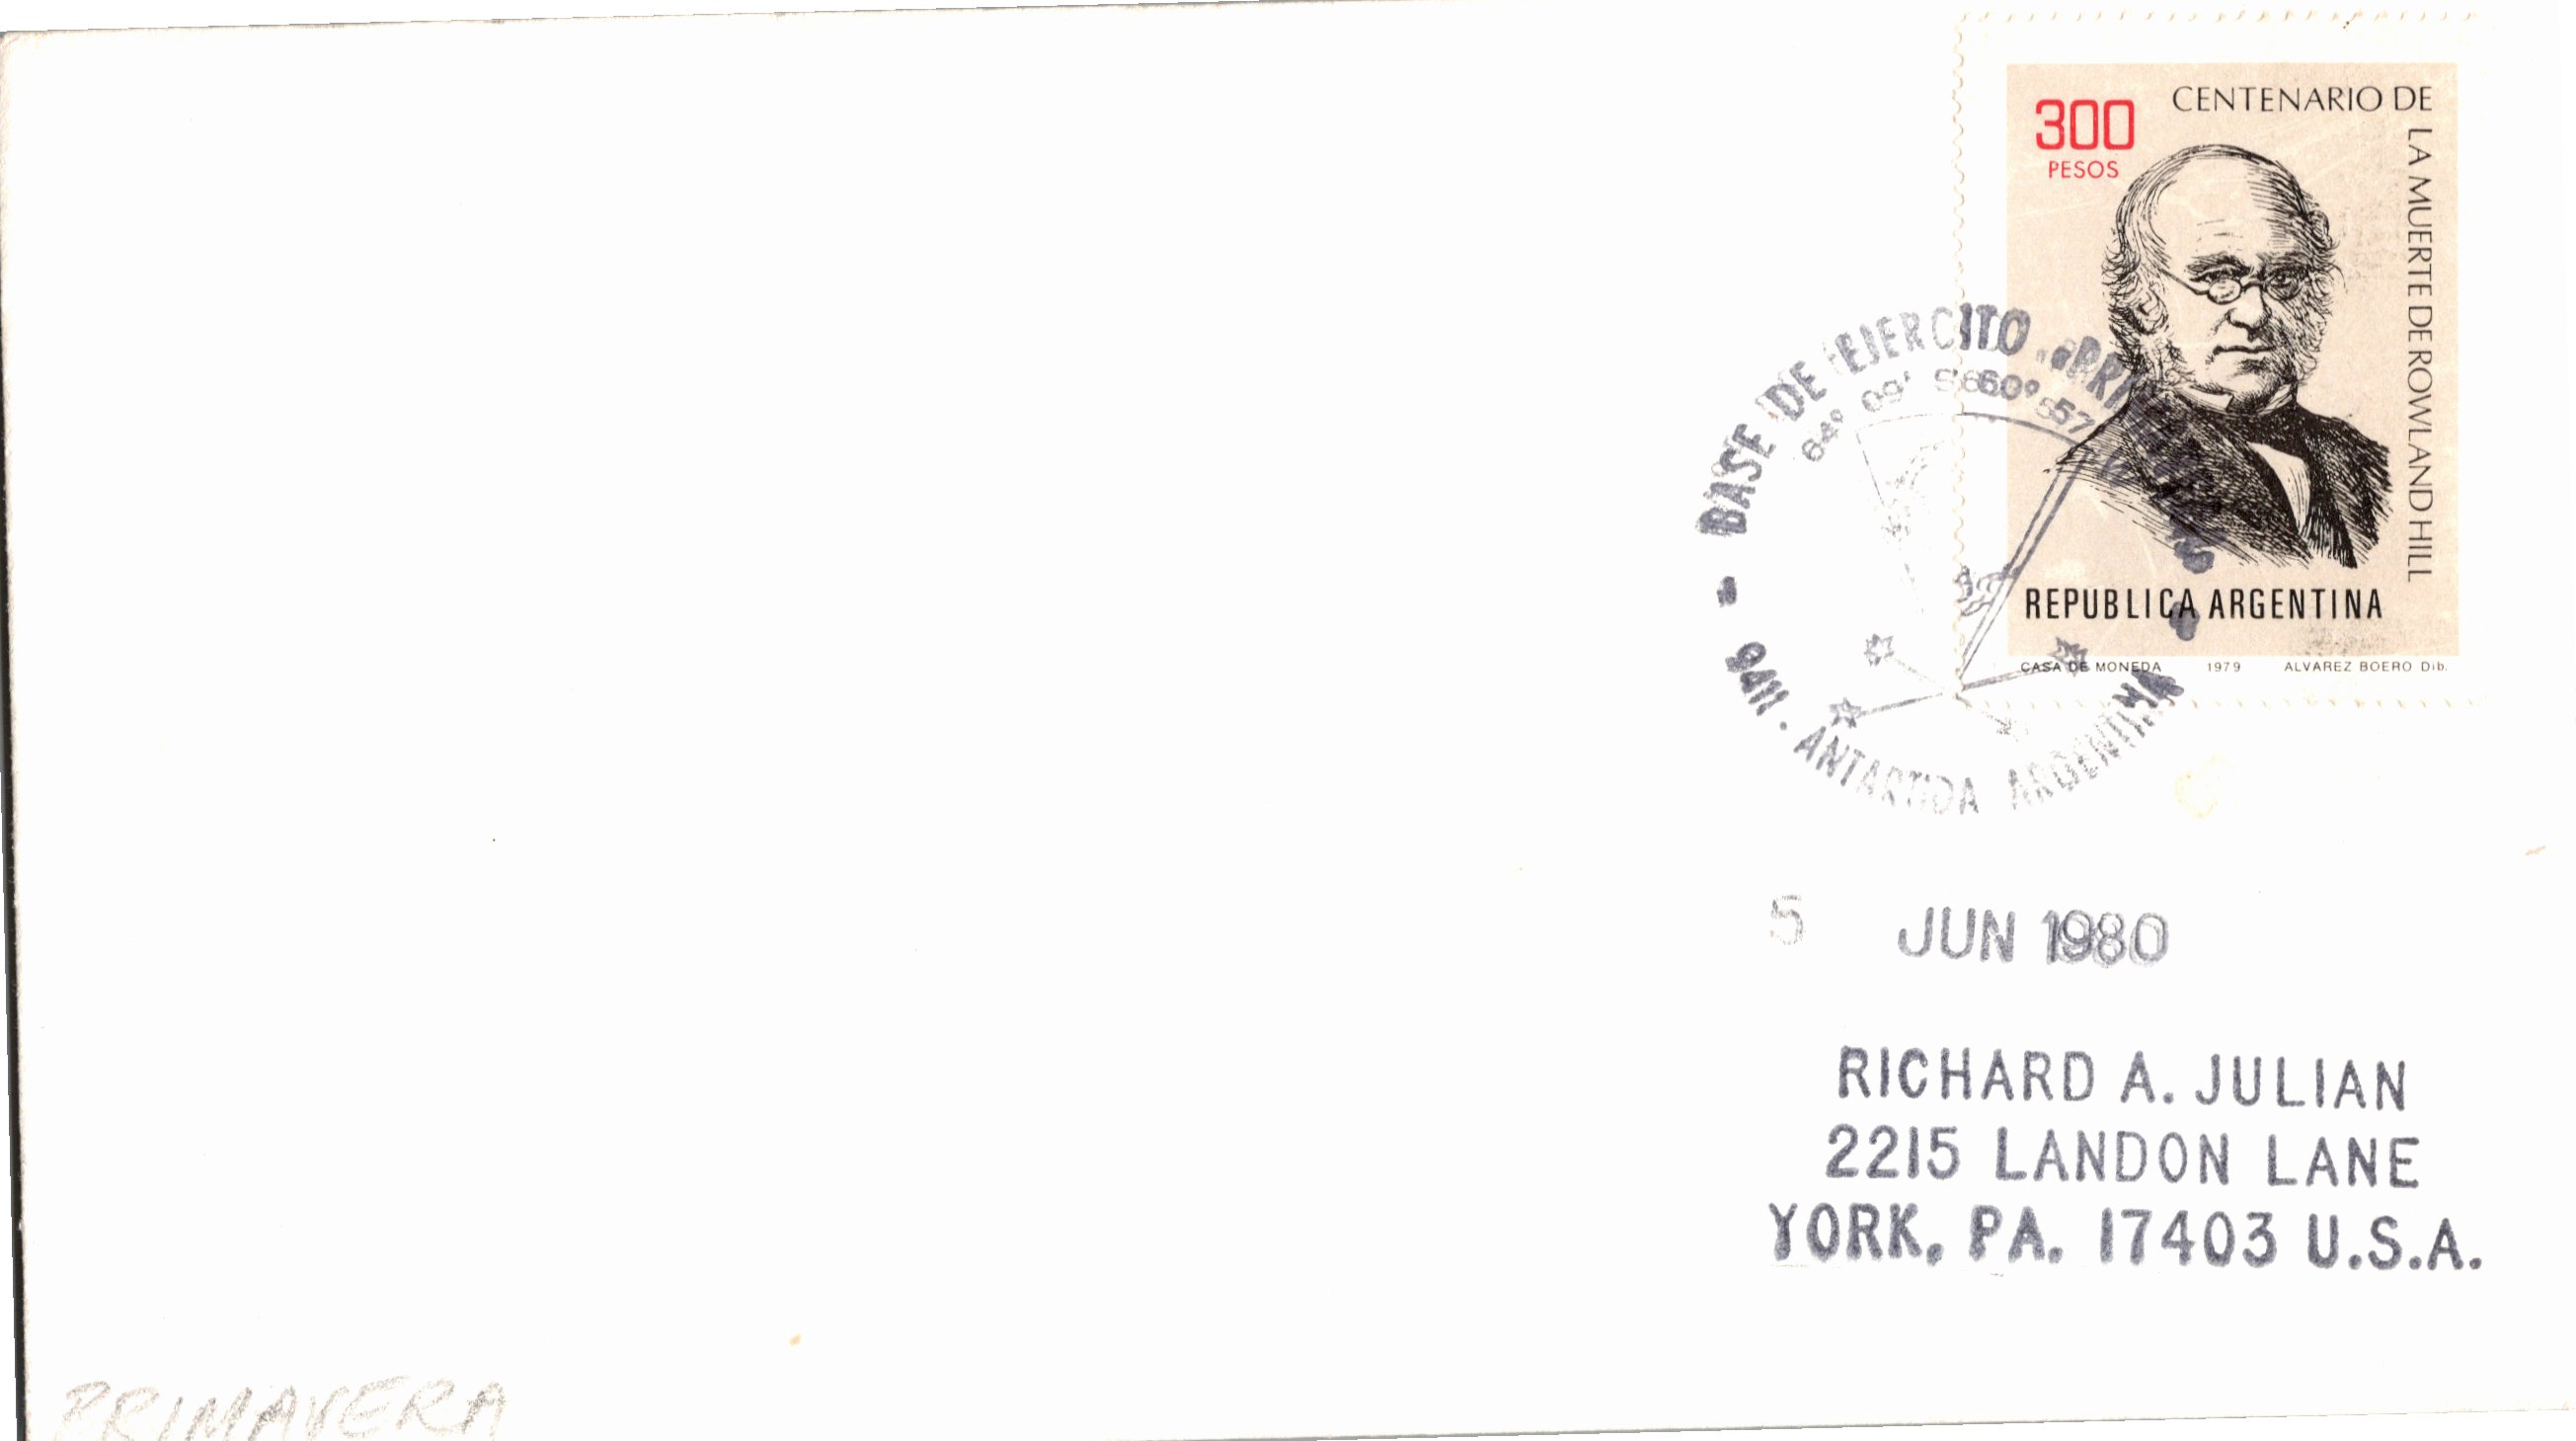 300
PESOS
CENTENARIO DE
LA MUERTE DE ROWLAND HILL
REPUBLICA ARGENTINA
CASA DE MONEDA 1979 ALVAREZ BOERO Dib.
BASE DE EJERCITO
64° 09' 60° 57
9411 . ANTARTIDA ARGENTINA
5 JUN 1980
RICHARD A. JULIAN
2215 LANDON LANE
YORK, PA. 17403 U.S.A.
PRIMAVERA